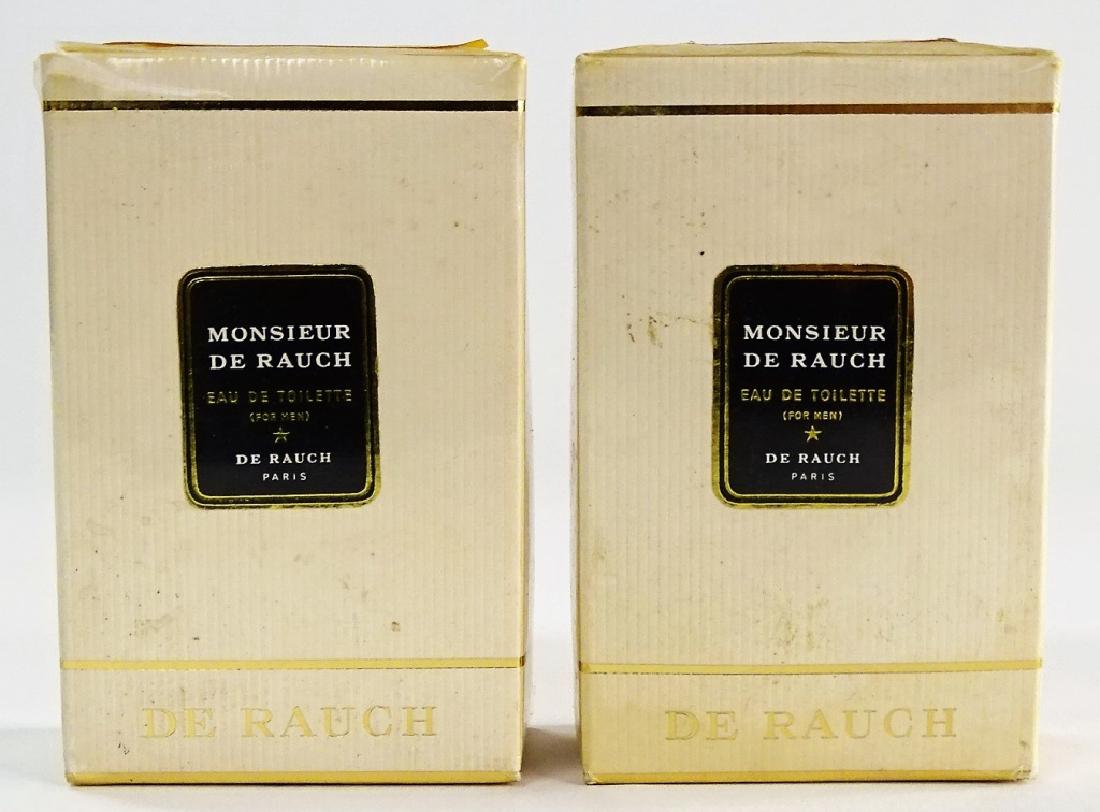 MONSIEUR
DE RAUCH
EAU DE TOILETTE
(FOR MEN)
DE RAUCH
PARIS
DE RAUCH
MONSIEUR
DE RAUCH
EAU DE TOILETTE
(FOR MEN)
DE RAUCH
PARIS
DE RAUCH